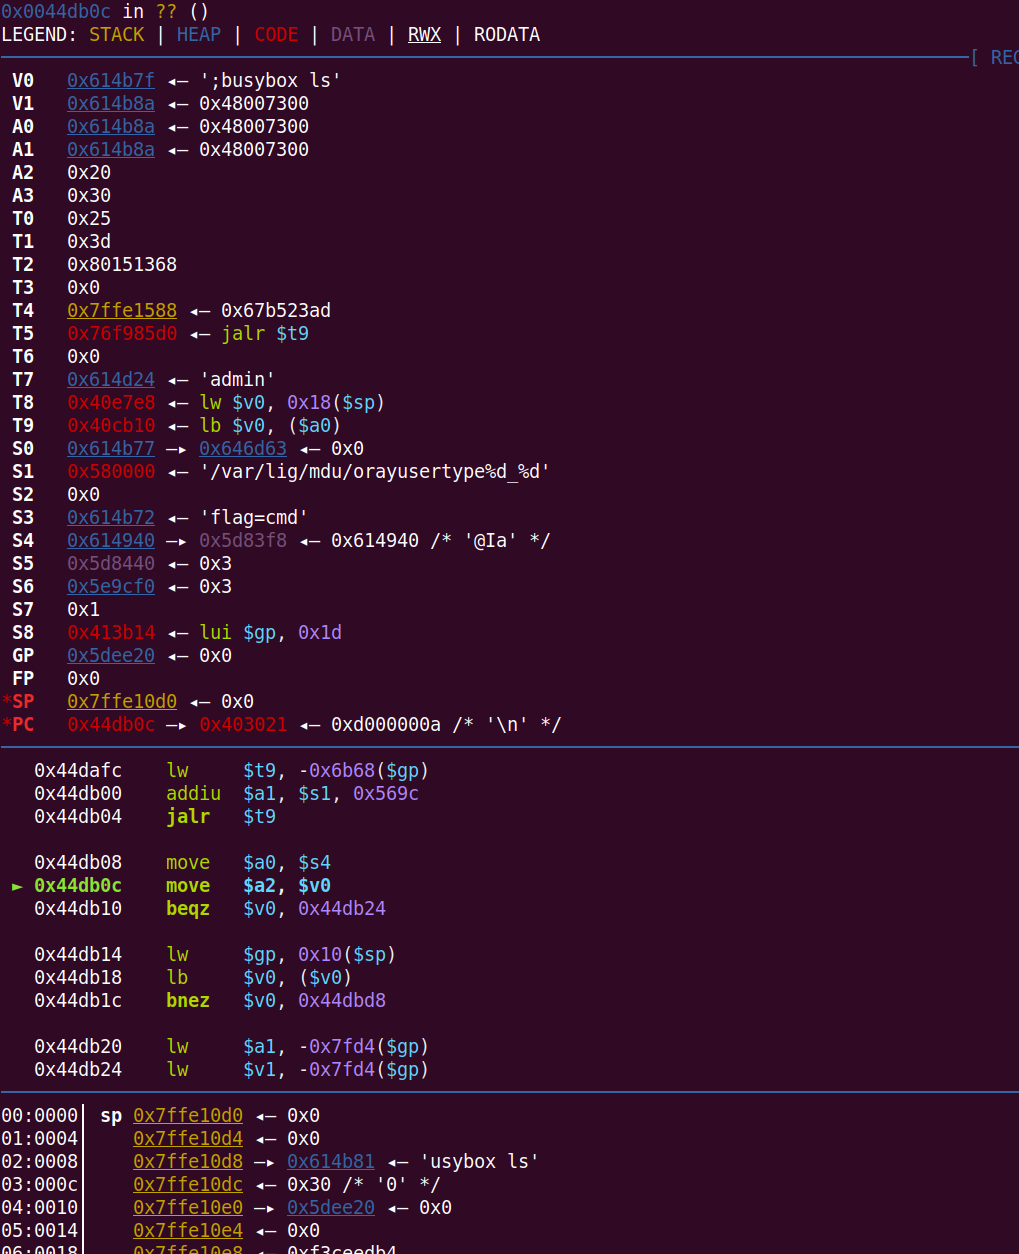 0x0044db0c in ?? ()
LEGEND: STACK | HEAP | CODE | DATA | RWX | RODATA
[ REG
V0 0x614b7f ◂— ';busybox ls'
V1 0x614b8a ◂— 0x48007300
A0 0x614b8a ◂— 0x48007300
A1 0x614b8a ◂— 0x48007300
A2 0x20
A3 0x30
T0 0x25
T1 0x3d
T2 0x80151368
T3 0x0
T4 0x7ffe1588 ◂— 0x67b523ad
T5 0x76f985d0 ◂— jalr $t9
T6 0x0
T7 0x614d24 ◂— 'admin'
T8 0x40e7e8 ◂— lw $v0, 0x18($sp)
T9 0x40cb10 ◂— lb $v0, ($a0)
S0 0x614b77 —▸ 0x646d63 ◂— 0x0
S1 0x580000 ◂— '/var/lig/mdu/orayusertype%d_%d'
S2 0x0
S3 0x614b72 ◂— 'flag=cmd'
S4 0x614940 —▸ 0x5d83f8 ◂— 0x614940 /* '@Ia' */
S5 0x5d8440 ◂— 0x3
S6 0x5e9cf0 ◂— 0x3
S7 0x1
S8 0x413b14 ◂— lui $gp, 0x1d
GP 0x5dee20 ◂— 0x0
FP 0x0
*SP 0x7ffe10d0 ◂— 0x0
*PC 0x44db0c —▸ 0x403021 ◂— 0xd000000a /* '\n' */
0x44dafc lw $t9, -0x6b68($gp)
0x44db00 addiu $a1, $s1, 0x569c
0x44db04 jalr $t9
0x44db08 move $a0, $s4
► 0x44db0c move $a2, $v0
0x44db10 beqz $v0, 0x44db24
0x44db14 lw $gp, 0x10($sp)
0x44db18 lb $v0, ($v0)
0x44db1c bnez $v0, 0x44dbd8
0x44db20 lw $a1, -0x7fd4($gp)
0x44db24 lw $v1, -0x7fd4($gp)
00:0000│ sp 0x7ffe10d0 ◂— 0x0
01:0004│ 0x7ffe10d4 ◂— 0x0
02:0008│ 0x7ffe10d8 —▸ 0x614b81 ◂— 'usybox ls'
03:000c│ 0x7ffe10dc ◂— 0x30 /* '0' */
04:0010│ 0x7ffe10e0 —▸ 0x5dee20 ◂— 0x0
05:0014│ 0x7ffe10e4 ◂— 0x0
06:0018│ 0x7ffe10e8 ◂— 0xf3ceedb4